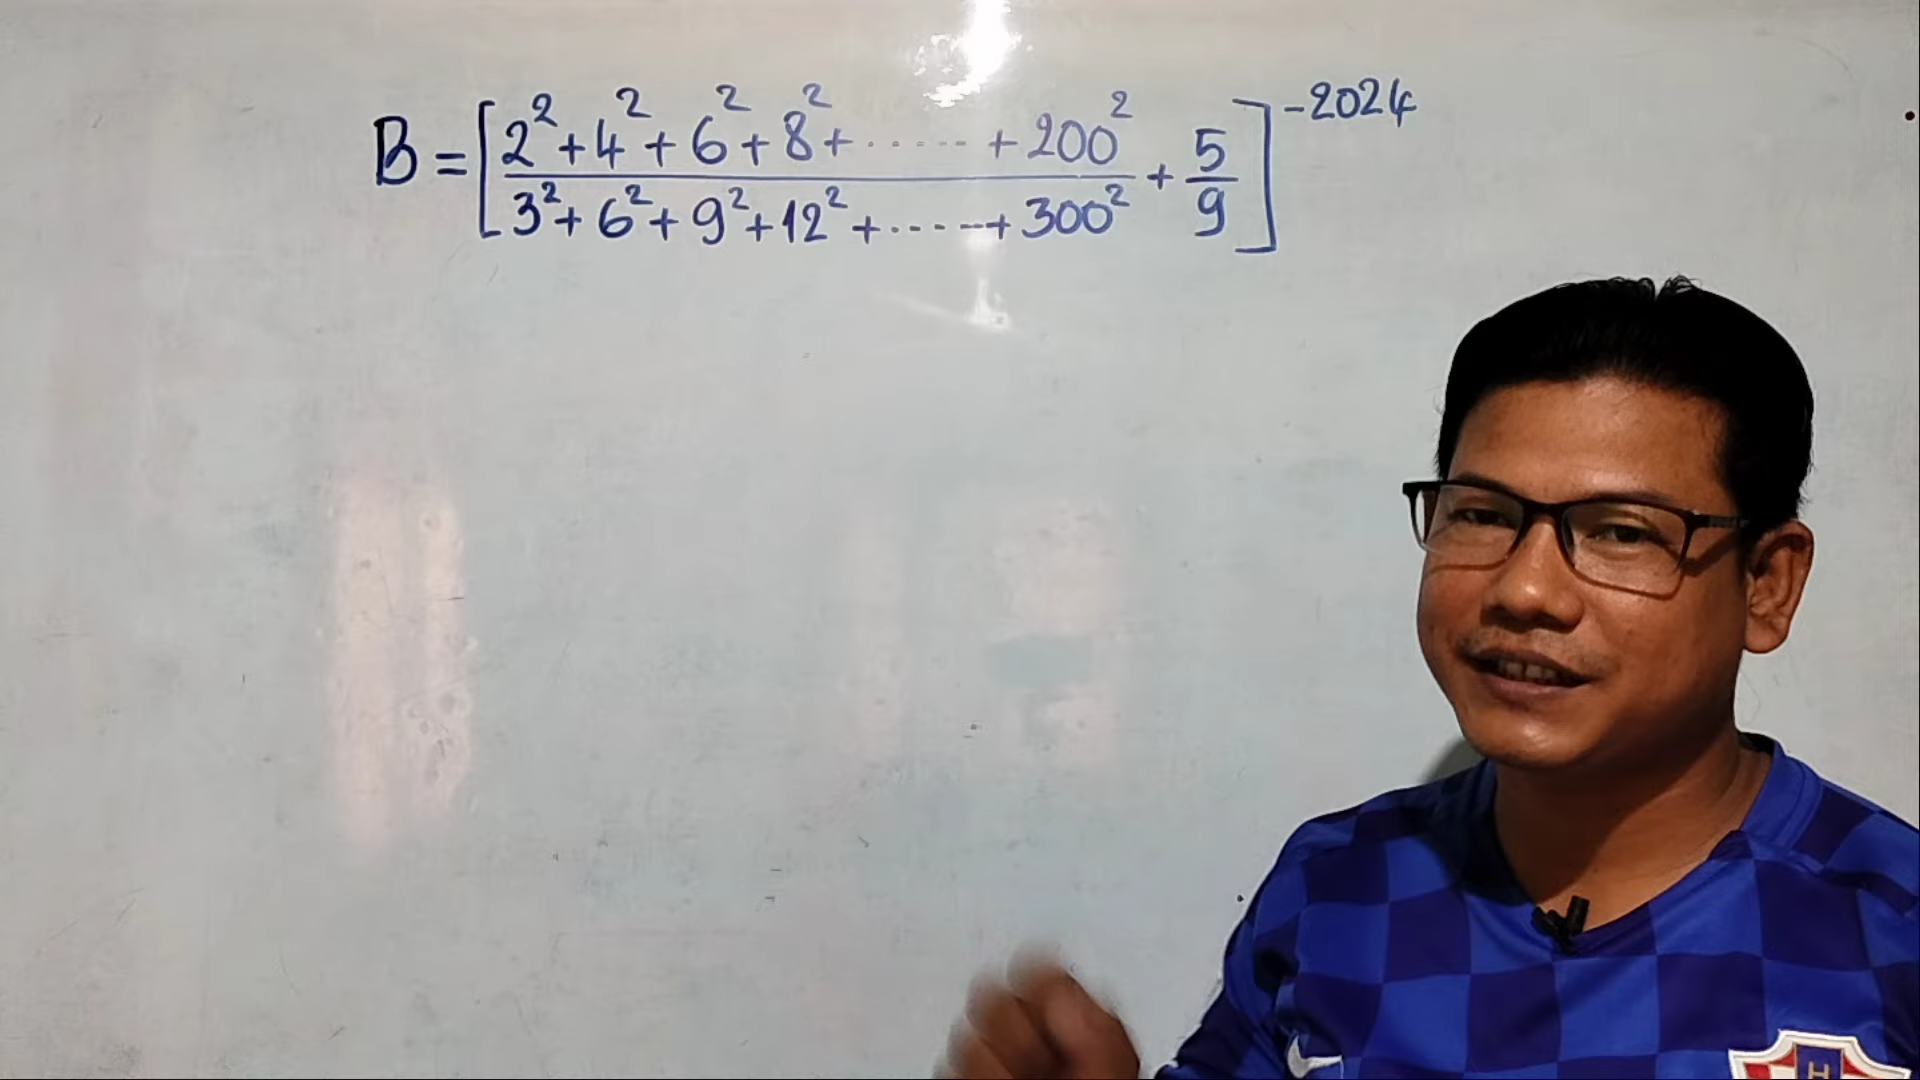 B = [ (2² + 4² + 6² + 8² + ...... + 200²) / (3² + 6² + 9² + 12² + ...... + 300²) + 5/9 ]⁻²⁰²⁴
H